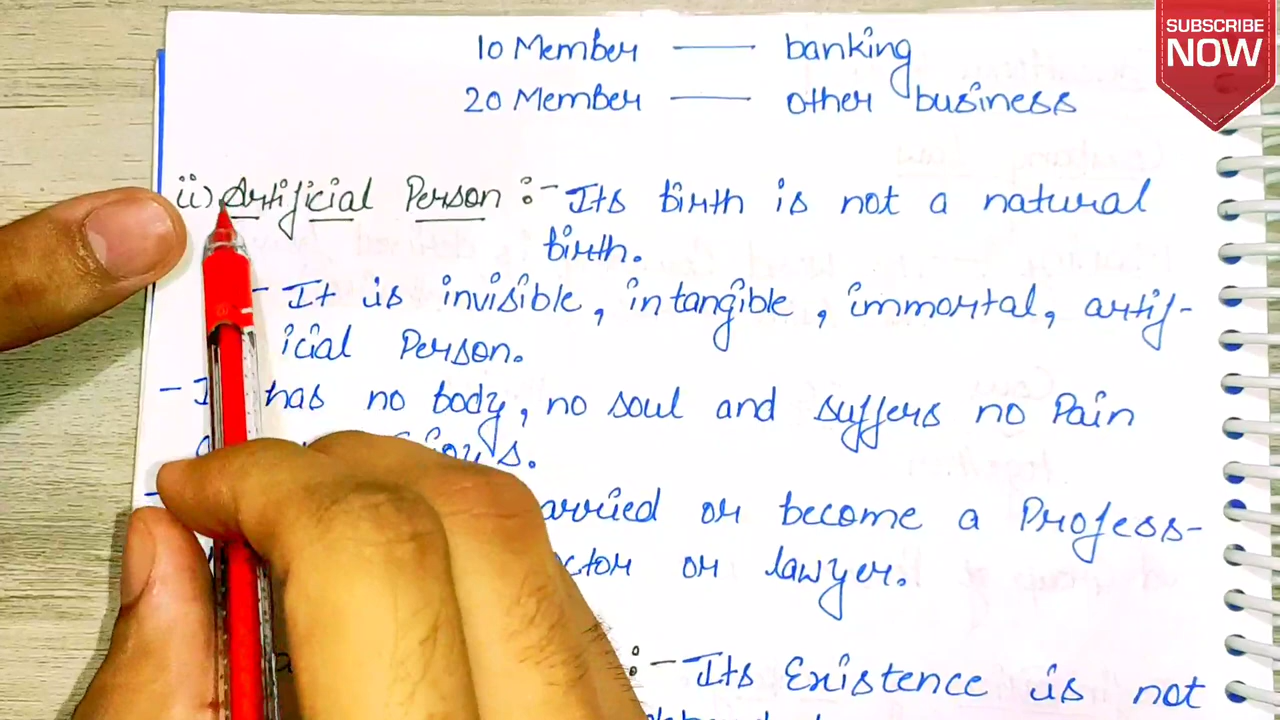 SUBSCRIBE
NOW
10 Member — banking
20 Member — other business
ii) Artificial Person :- Its birth is not a natural
birth.
- It is invisible, intangible, immortal, artif-
icial Person.
- has no body, no soul and suffers no Pain
or become a Profess-
or lawyer.
:- Its Existence is not